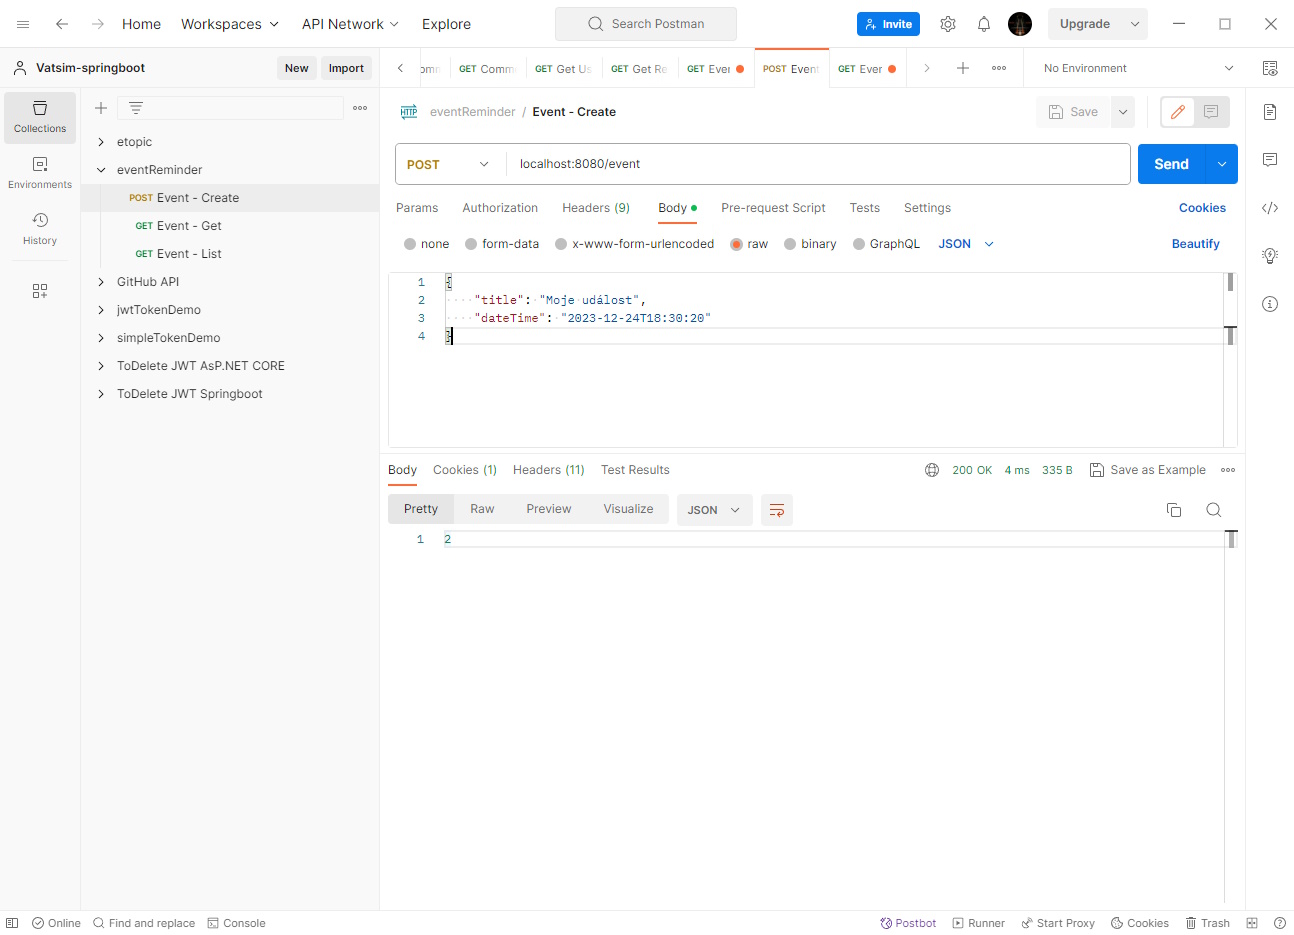 Home Workspaces API Network Explore Search Postman Invite Upgrade
Vatsim-springboot New Import
GET Comm GET Get Us GET Get Re GET Ever POST Event GET Ever No Environment
Collections
Environments
History
etopic
eventReminder
POST Event - Create
GET Event - Get
GET Event - List
GitHub API
jwtTokenDemo
simpleTokenDemo
ToDelete JWT AsP.NET CORE
ToDelete JWT Springboot
HTTP eventReminder / Event - Create Save
POST localhost:8080/event Send
Params Authorization Headers (9) Body Pre-request Script Tests Settings Cookies
none form-data x-www-form-urlencoded raw binary GraphQL JSON Beautify
1 {
2 "title": "Moje událost",
3 "dateTime": "2023-12-24T18:30:20"
4 }
Body Cookies (1) Headers (11) Test Results 200 OK 4 ms 335 B Save as Example
Pretty Raw Preview Visualize JSON
1 2
Online Find and replace Console Postbot Runner Start Proxy Cookies Trash